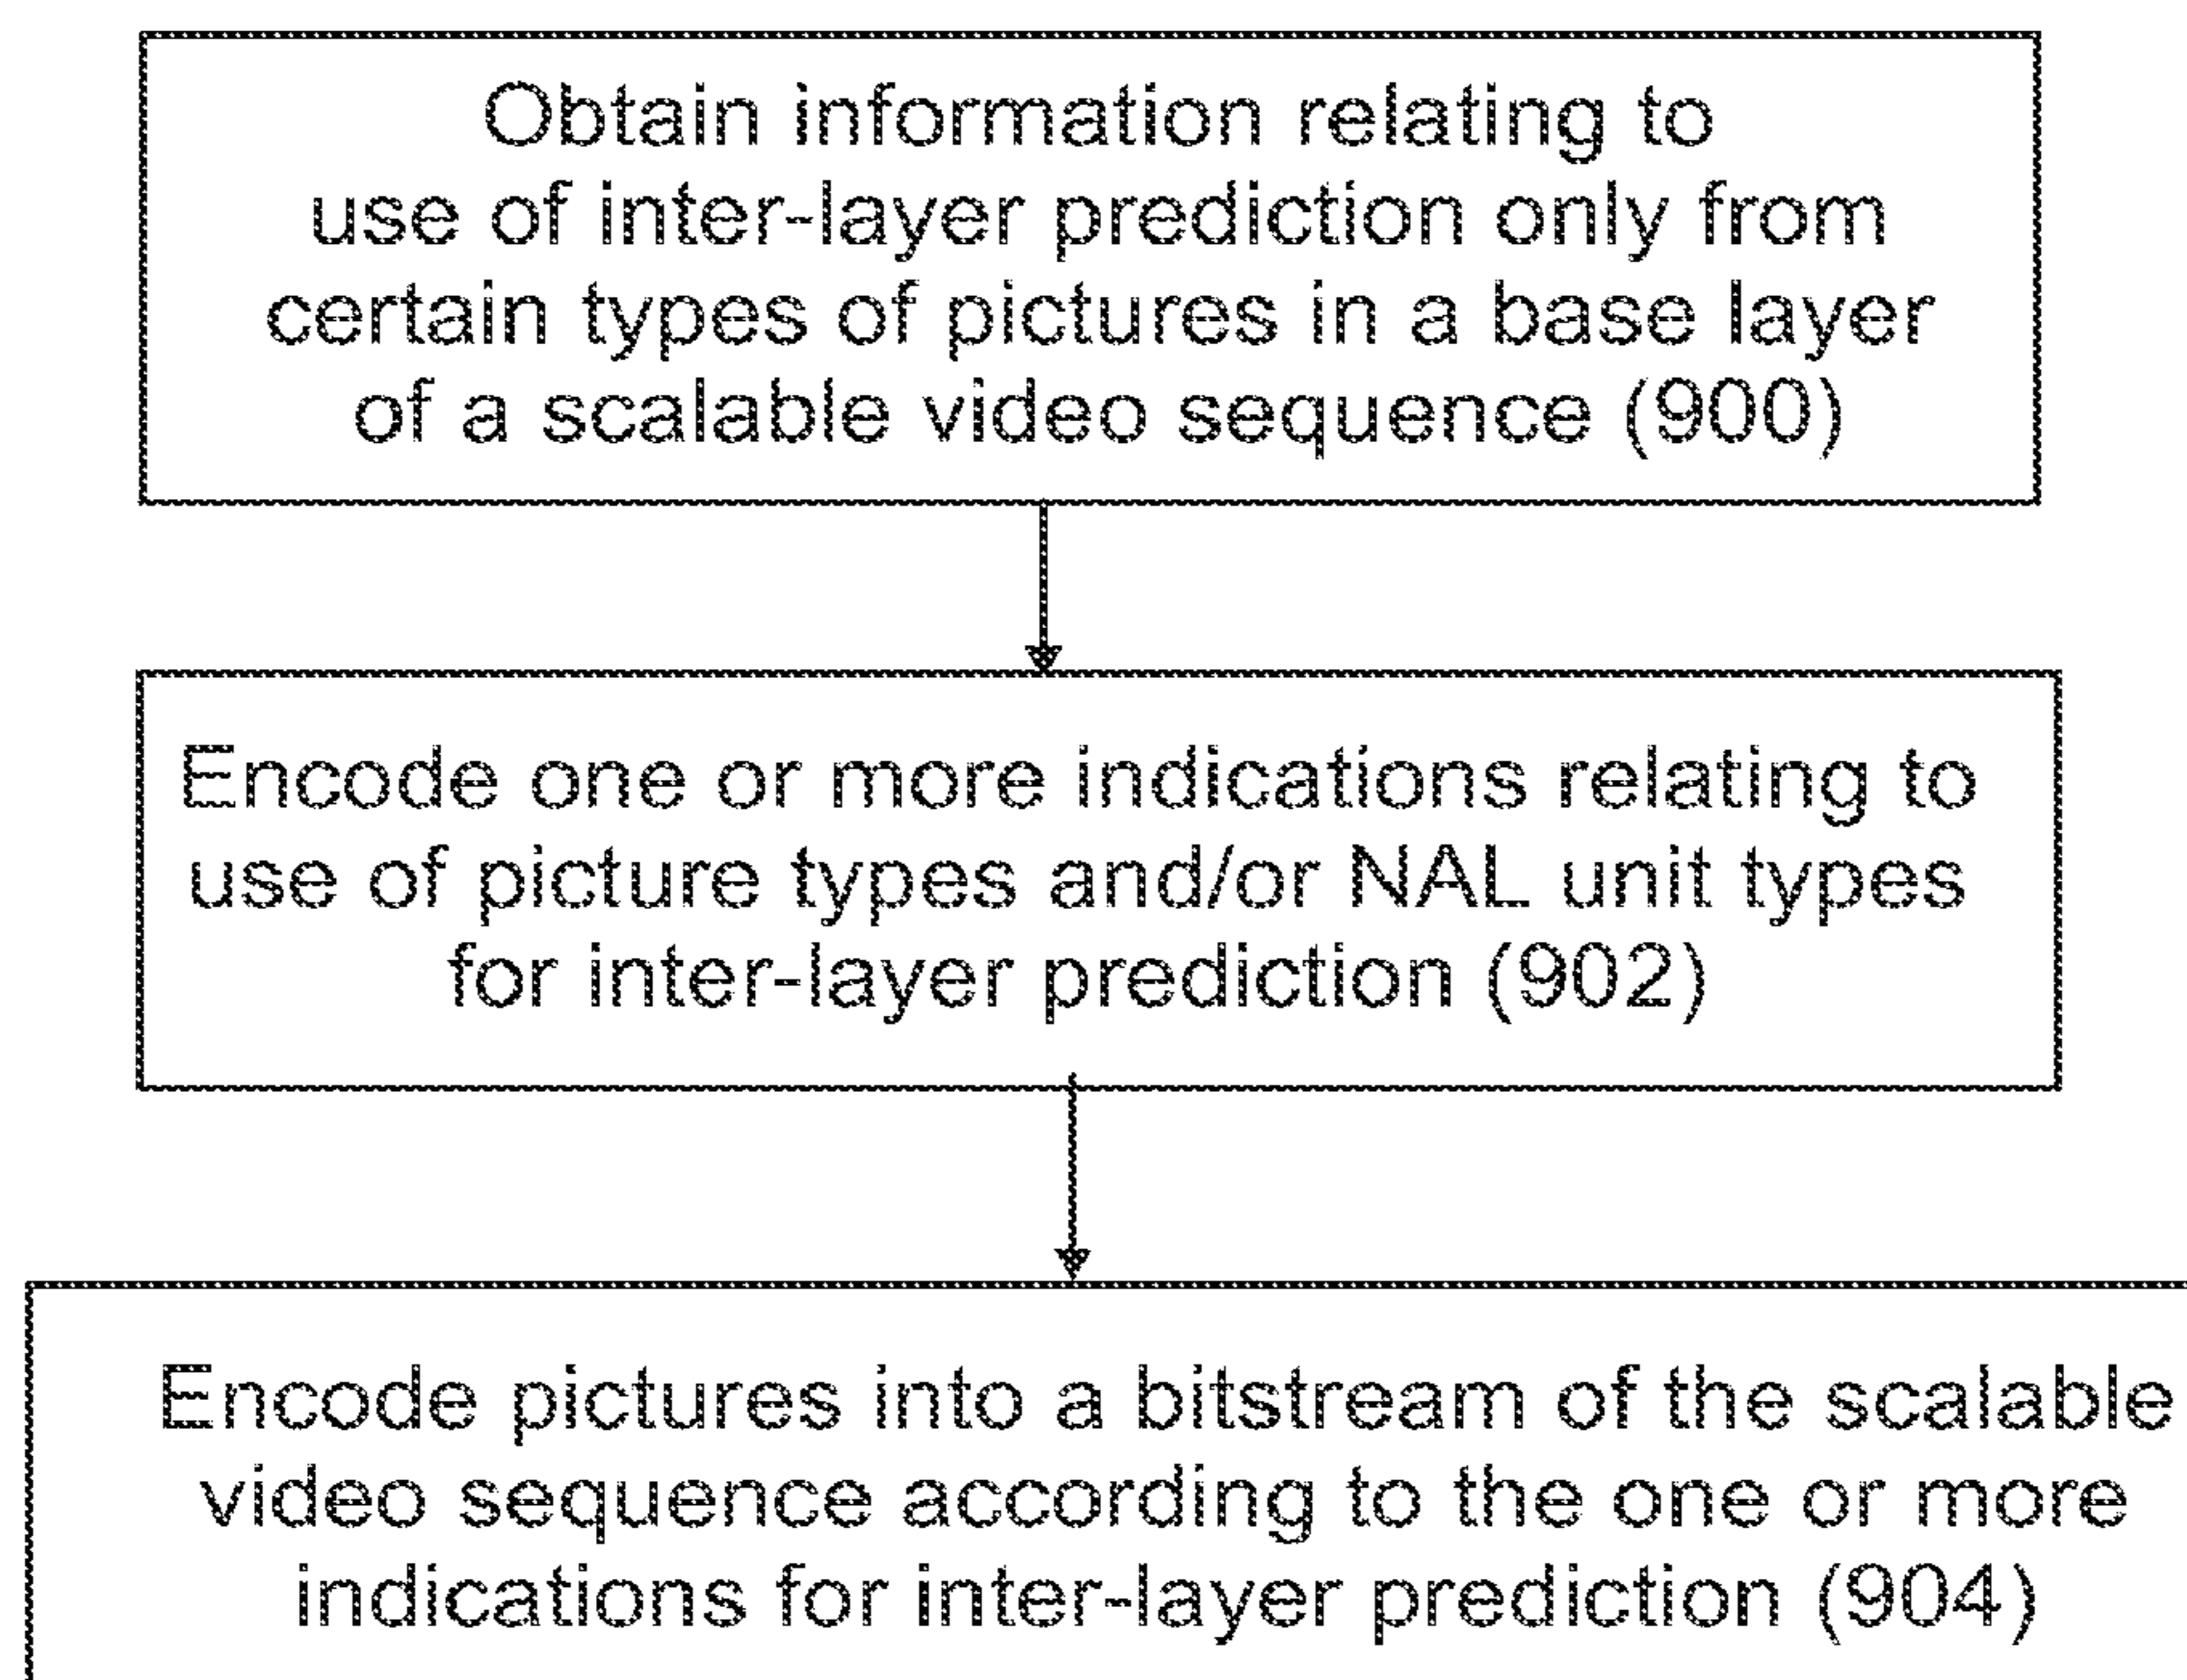 Obtain information relating to
use of inter-layer prediction only from
certain types of pictures in a base layer
of a scalable video sequence (900)
Encode one or more indications relating to
use of picture types and/or NAL unit types
for inter-layer prediction (902)
Encode pictures into a bitstream of the scalable
video sequence according to the one or more
indications for inter-layer prediction (904)